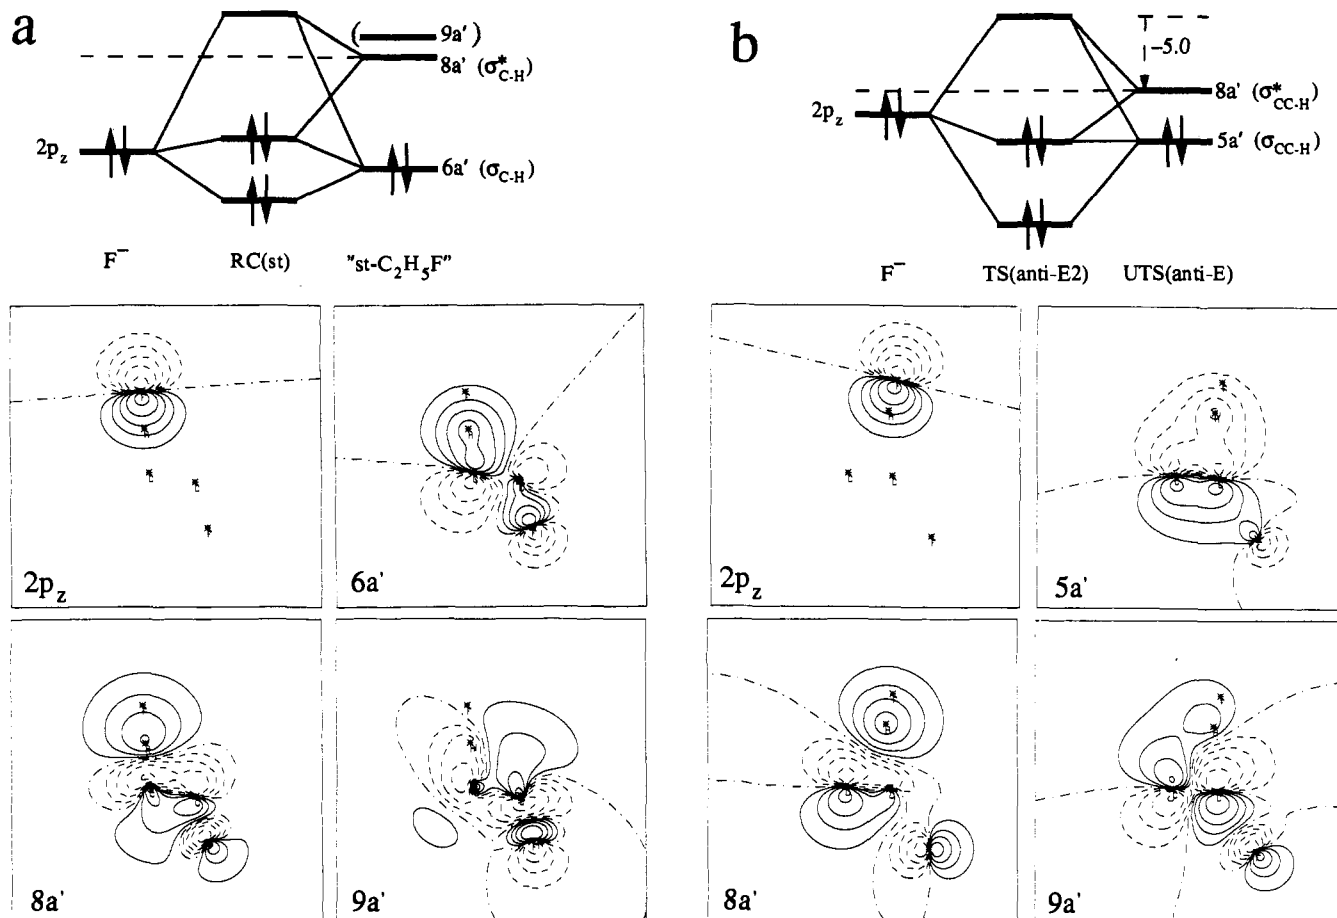 a
(
9a′ )
8a′ (σ*C-H)
2pz
6a′ (σC-H)
F⁻
RC(st)
"st-C2H5F"
b
−5.0
8a′ (σ*CC-H)
2pz
5a′ (σCC-H)
F⁻
TS(anti-E2)
UTS(anti-E)
2pz
6a'
2pz
5a'
8a'
9a'
8a'
9a'